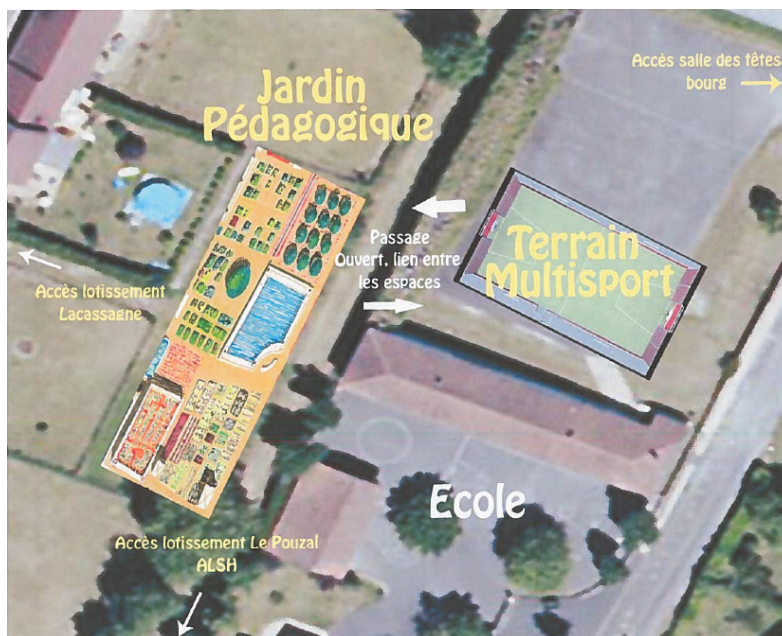 Accès salle des fêtes
bourg
Jardin
Pédagogique
Passage
Ouvert, lien entre
les espaces
Terrain
Multisport
Accès lotissement
Lacassagne
Ecole
Accès lotissement Le Pouzal
ALSH